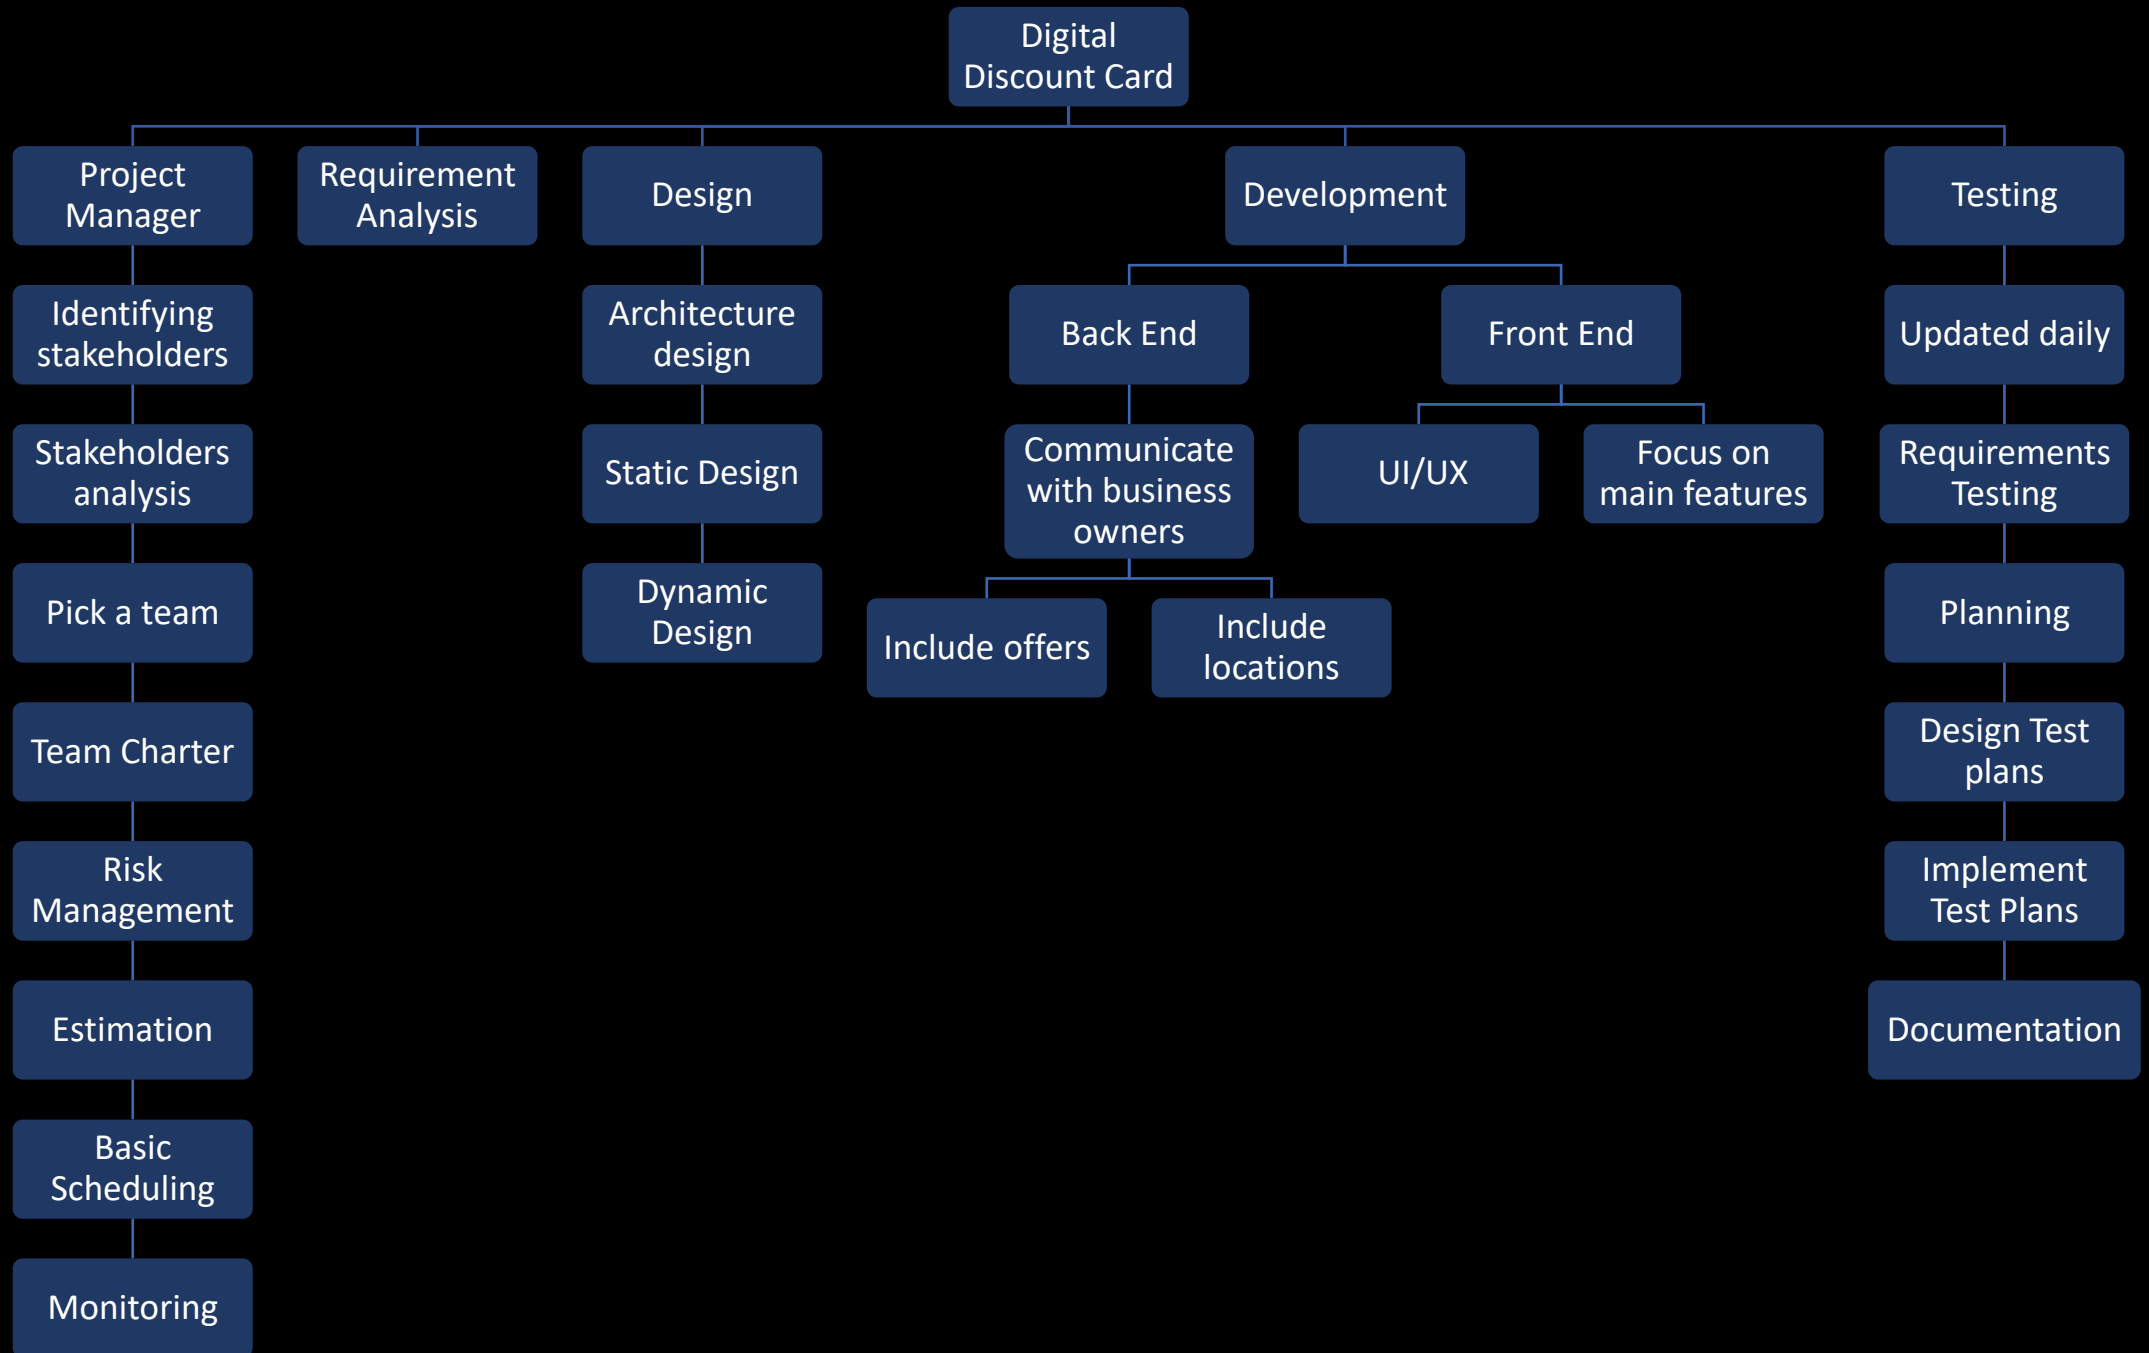 Digital
Discount Card
Project
Manager
Identifying
stakeholders
Stakeholders
analysis
Pick a team
Team Charter
Risk
Management
Estimation
Basic
Scheduling
Monitoring
Requirement
Analysis
Design
Architecture
design
Static Design
Dynamic
Design
Development
Back End
Communicate
with business
owners
Include offers
Include
locations
Front End
UI/UX
Focus on
main features
Testing
Updated daily
Requirements
Testing
Planning
Design Test
plans
Implement
Test Plans
Documentation